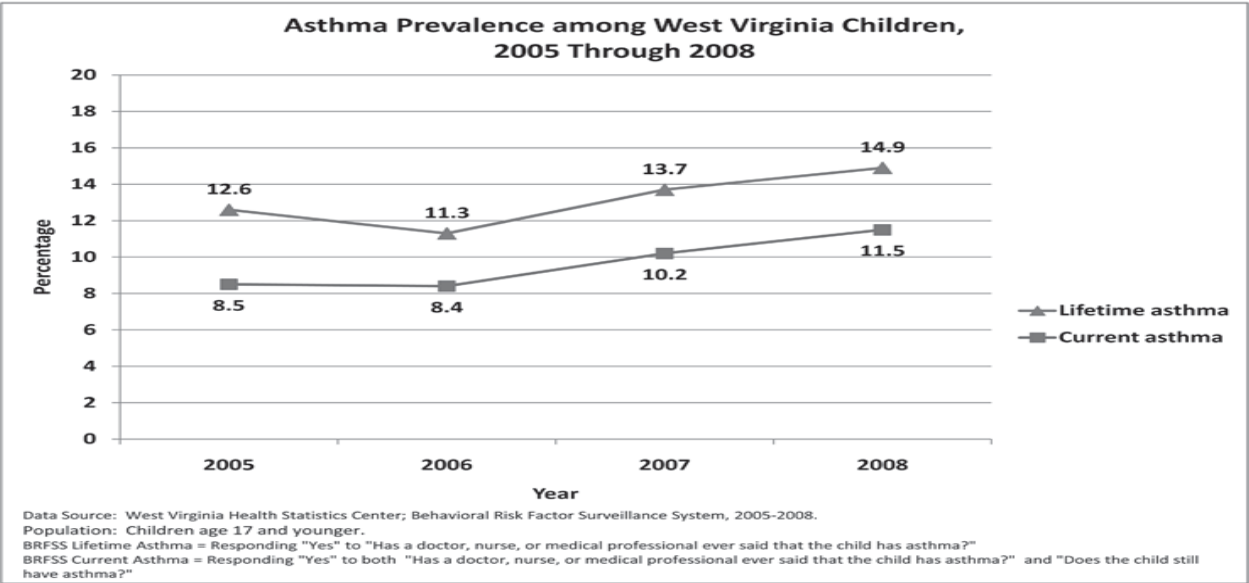 Asthma Prevalence among West Virginia Children,
2005 Through 2008
20
18
16
14
12
10
8
6
4
2
0
Percentage
12.6
11.3
13.7
14.9
8.5
8.4
10.2
11.5
Lifetime asthma
Current asthma
2005
2006
2007
2008
Year
Data Source: West Virginia Health Statistics Center; Behavioral Risk Factor Surveillance System, 2005-2008.
Population: Children age 17 and younger.
BRFSS Lifetime Asthma = Responding "Yes" to "Has a doctor, nurse, or medical professional ever said that the child has asthma?"
BRFSS Current Asthma = Responding "Yes" to both "Has a doctor, nurse, or medical professional ever said that the child has asthma?" and "Does the child still
have asthma?"